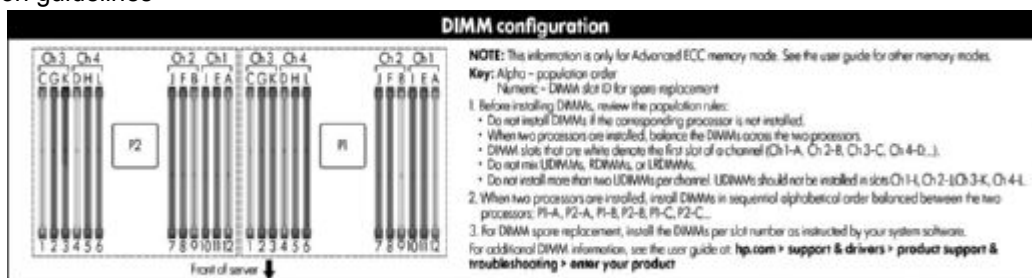 on guidelines
DIMM configuration
Ch 3 Ch 4 Ch 2 Ch 1 Ch 3 Ch 4 Ch 2 Ch 1
C G K D H L J F B I E A C G K D H L J F B I E A
P2 P1
1 2 3 4 5 6 7 8 9 10 11 12 1 2 3 4 5 6 7 8 9 10 11 12
Front of server
NOTE: This information is only for Advanced ECC memory mode. See the user guide for other memory modes.
Key: Alpha - population order
Numeric - DIMM slot ID for spare replacement
1. Before installing DIMMs, review the population rules:
• Do not install DIMMs if the corresponding processor is not installed.
• When two processors are installed, balance the DIMMs across the two processors.
• DIMM slots that are white denote the first slot of a channel (Ch 1-A, Ch 2-B, Ch 3-C, Ch 4-D...).
• Do not mix UDIMMs, RDIMMs, or LRDIMMs.
• Do not install more than two UDIMMs per channel. UDIMMs should not be installed in slots Ch 1-I, Ch 2-J, Ch 3-K, Ch 4-L.
2. When two processors are installed, install DIMMs in sequential alphabetical order balanced between the two
processors: P1-A, P2-A, P1-B, P2-B, P1-C, P2-C...
3. For DIMM spare replacement, install the DIMMs per slot number as instructed by your system software.
For additional DIMM information, see the user guide at: hp.com > support & drivers > product support &
troubleshooting > enter your product